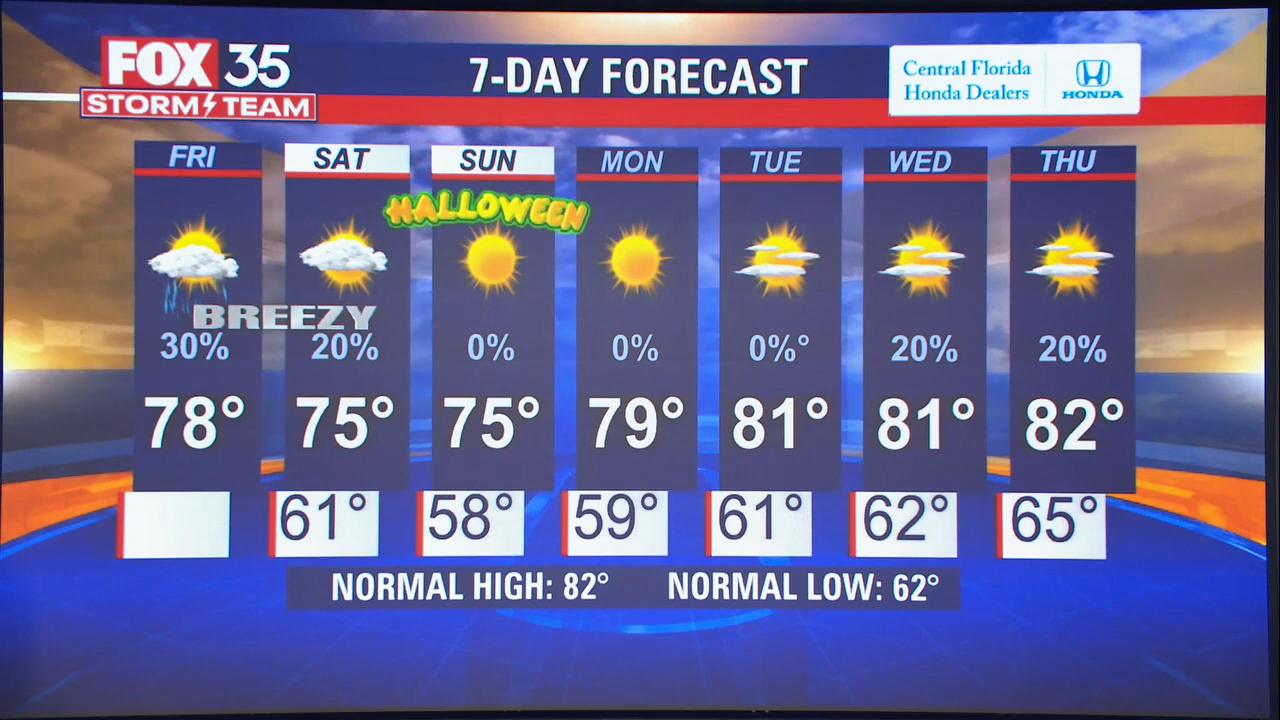 FOX 35
STORM TEAM
7-DAY FORECAST
Central Florida
Honda Dealers
HONDA
FRI SAT SUN MON TUE WED THU
HALLOWEEN
BREEZY
30% 20% 0% 0% 0%° 20% 20%
78° 75° 75° 79° 81° 81° 82°
61° 58° 59° 61° 62° 65°
NORMAL HIGH: 82° NORMAL LOW: 62°